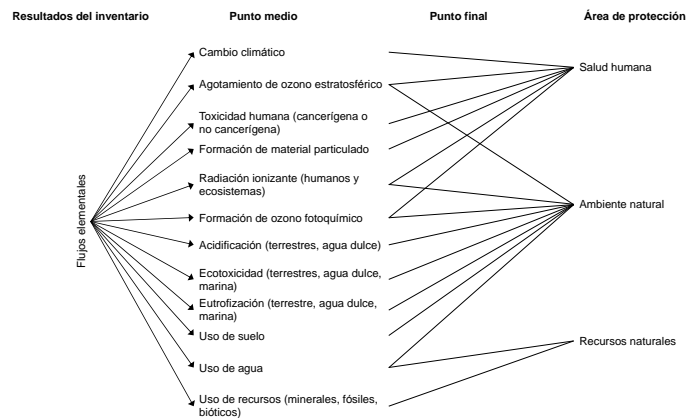 Resultados del inventario
Punto medio
Punto final
Área de protección
Flujos elementales
Cambio climático
Agotamiento de ozono estratosférico
Toxicidad humana (cancerígena o
no cancerígena)
Formación de material particulado
Radiación ionizante (humanos y
ecosistemas)
Formación de ozono fotoquímico
Acidificación (terrestres, agua dulce)
Ecotoxicidad (terrestres, agua dulce,
marina)
Eutrofización (terrestre, agua dulce,
marina)
Uso de suelo
Uso de agua
Uso de recursos (minerales, fósiles,
bióticos)
Salud humana
Ambiente natural
Recursos naturales